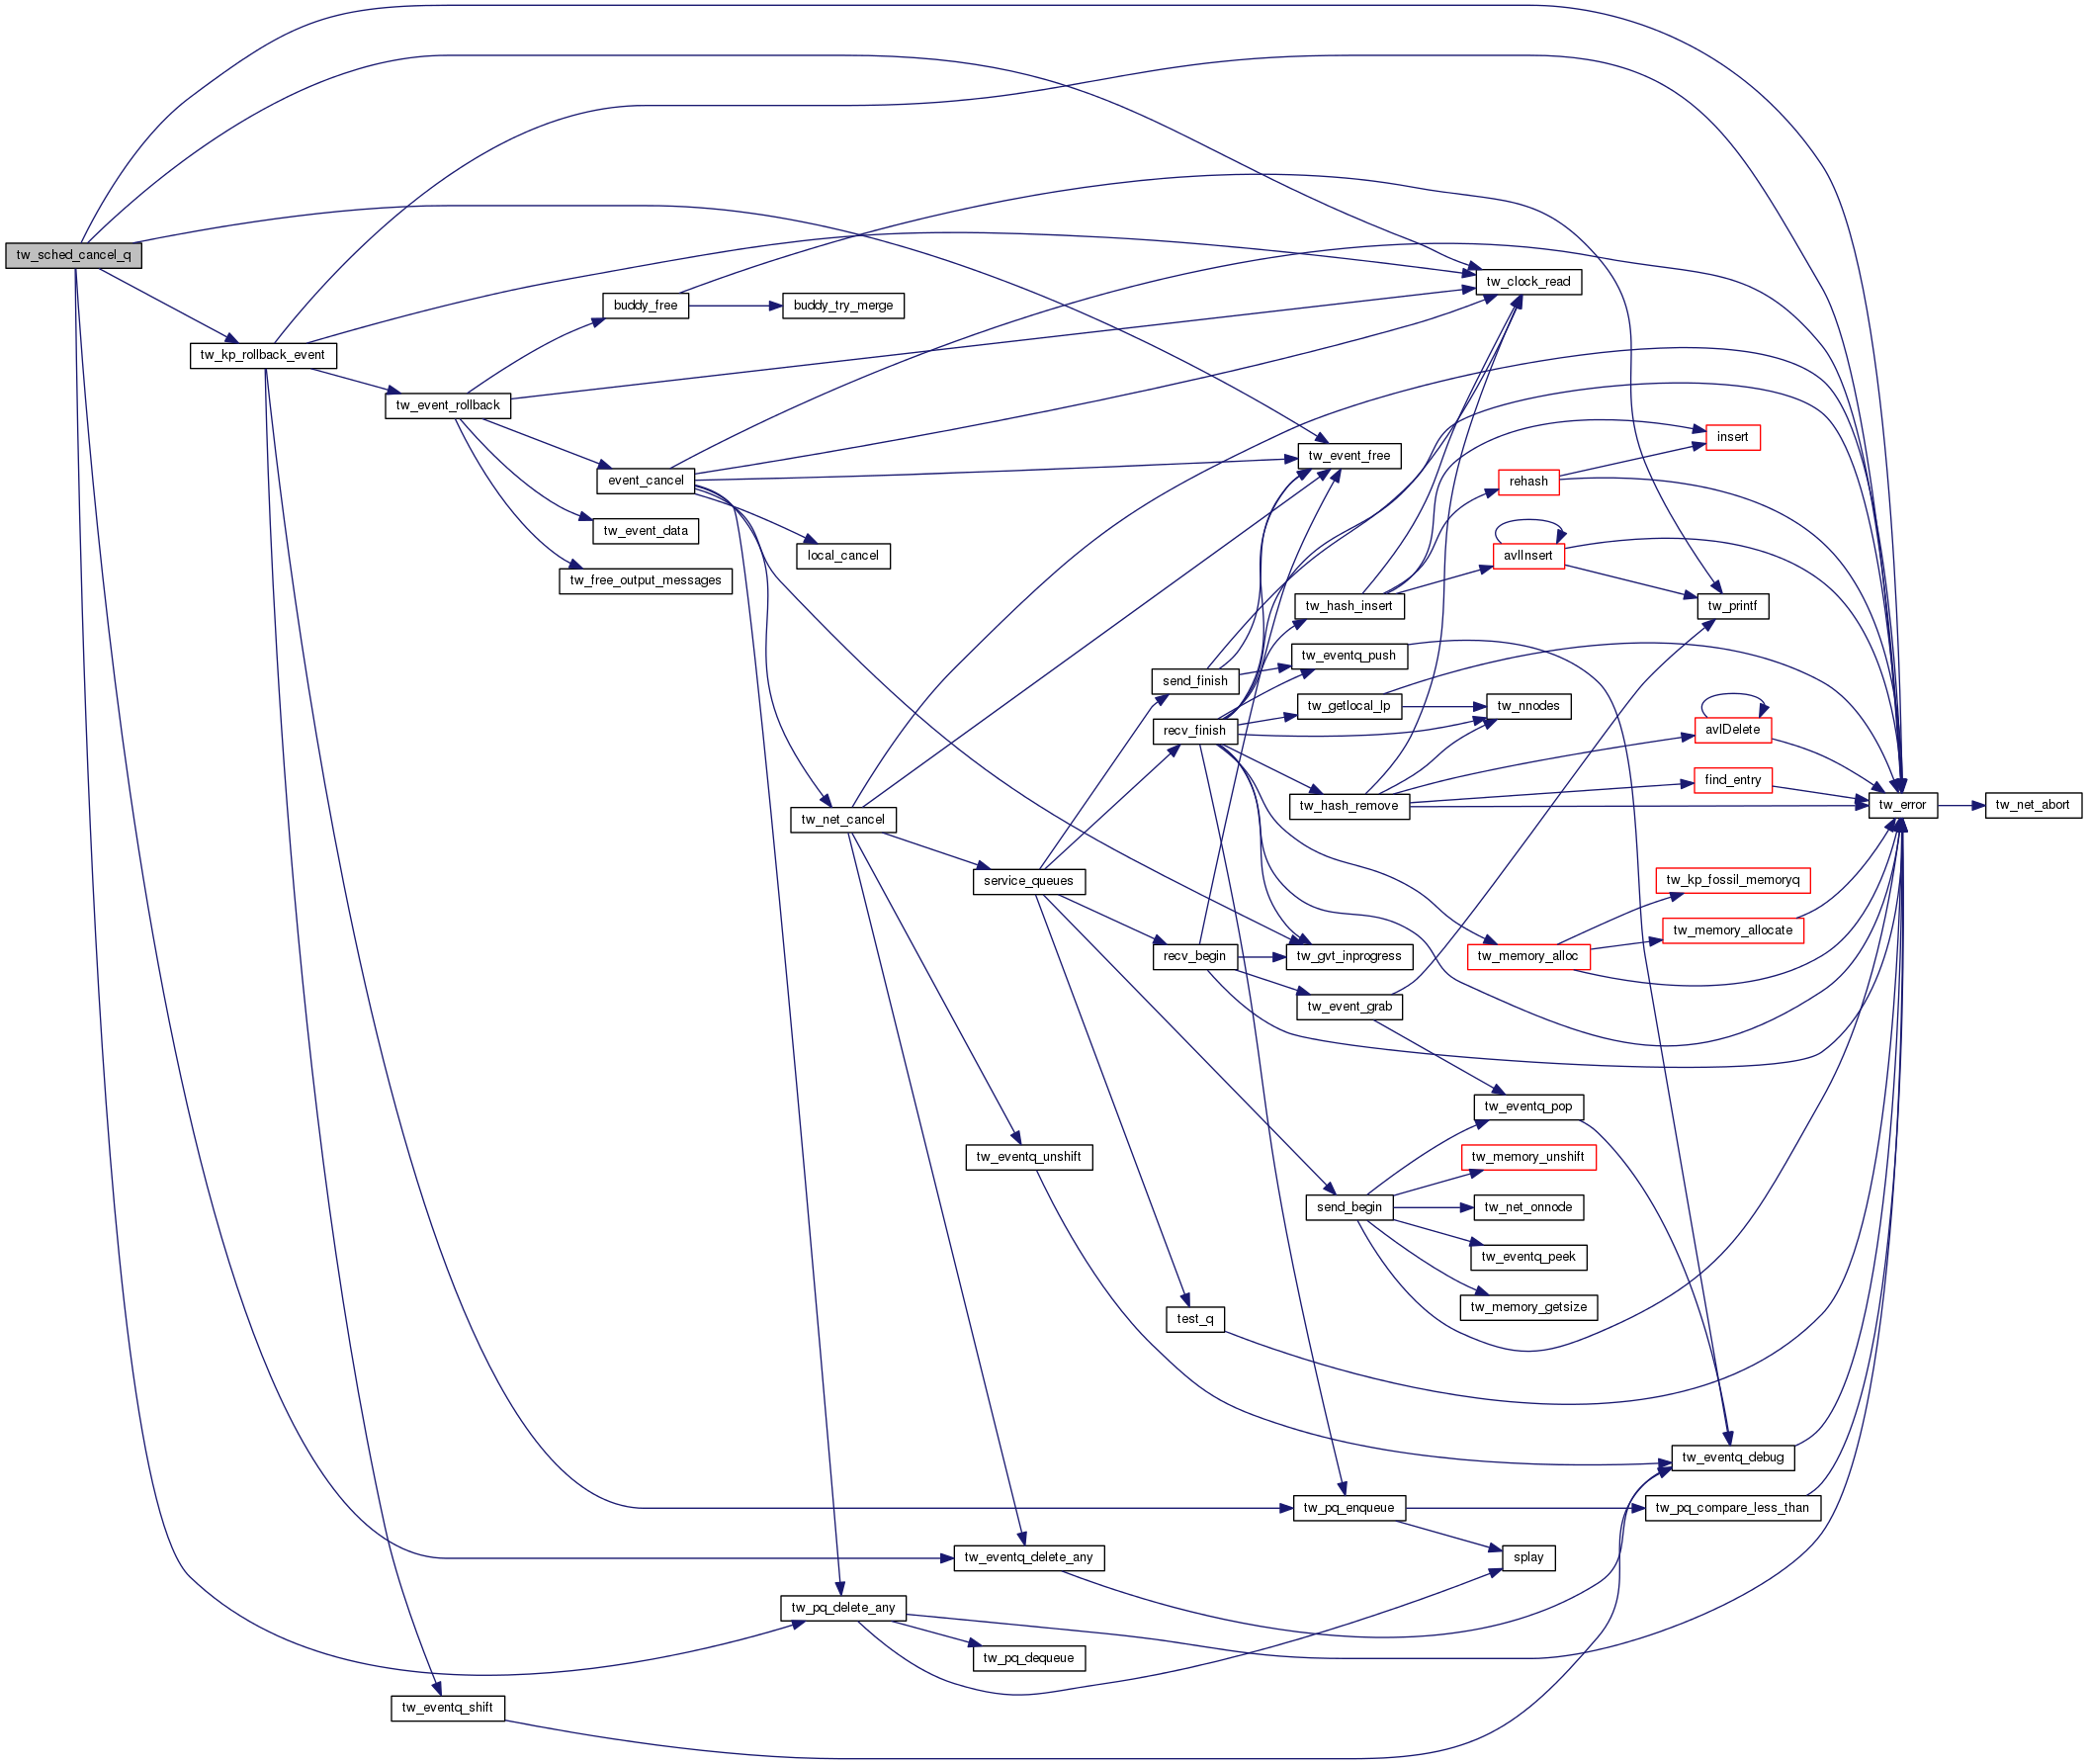 tw_sched_cancel_q
tw_kp_rollback_event
tw_event_rollback
buddy_free
buddy_try_merge
event_cancel
tw_event_data
tw_free_output_messages
local_cancel
tw_net_cancel
service_queues
send_finish
recv_finish
recv_begin
tw_eventq_unshift
test_q
tw_eventq_delete_any
tw_pq_delete_any
tw_pq_dequeue
tw_eventq_shift
tw_clock_read
tw_event_free
insert
rehash
avlInsert
tw_hash_insert
tw_printf
tw_eventq_push
tw_getlocal_lp
tw_nnodes
avlDelete
find_entry
tw_hash_remove
tw_error
tw_net_abort
tw_kp_fossil_memoryq
tw_memory_allocate
tw_memory_alloc
tw_gvt_inprogress
tw_event_grab
tw_eventq_pop
tw_memory_unshift
send_begin
tw_net_onnode
tw_eventq_peek
tw_memory_getsize
tw_eventq_debug
tw_pq_enqueue
tw_pq_compare_less_than
splay